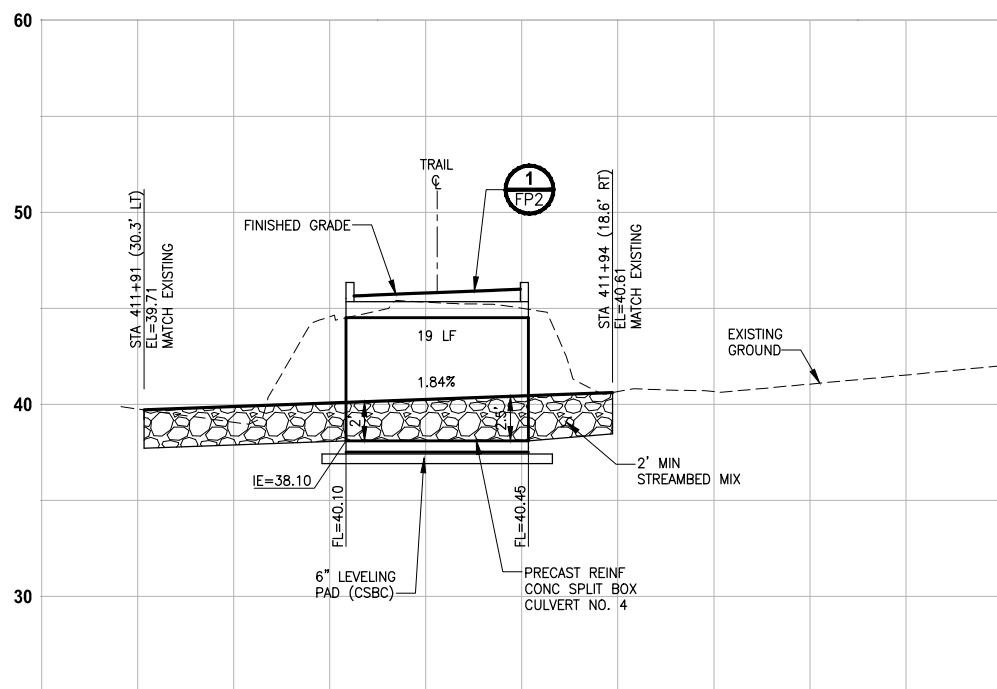 60
50
40
30
TRAIL
℄
1
FP2
FINISHED GRADE
STA 411+91 (30.3' LT)
EL=39.71
MATCH EXISTING
STA 411+94 (18.6' RT)
EL=40.61
MATCH EXISTING
19 LF
1.84%
EXISTING
GROUND
2'
IE=38.10
2' MIN
STREAMBED MIX
FL=40.10
FL=40.45
6" LEVELING
PAD (CSBC)
PRECAST REINF
CONC SPLIT BOX
CULVERT NO. 4